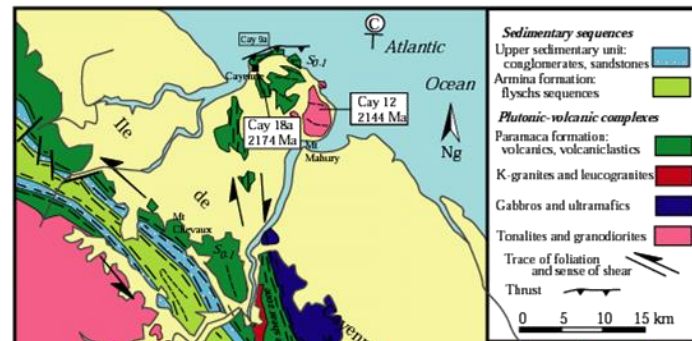 C
Cay 9a
Atlantic
S0-1
Cayenne
Ocean
Cay 12
2144 Ma
Ile
Cay 18a
2174 Ma
Mt
Mahury
Ng
de
Mt
Chevaux
S0-1
shear zone
Sedimentary sequences
Upper sedimentary unit:
conglomerates, sandstones
Armina formation:
flyschs sequences
Plutonic-volcanic complexes
Paramaca formation:
volcanics, volcaniclastics
K-granites and leucogranites
Gabbros and ultramafics
Tonalites and granodiorites
Trace of foliation
and sense of shear
Thrust
0 5 10 15 km